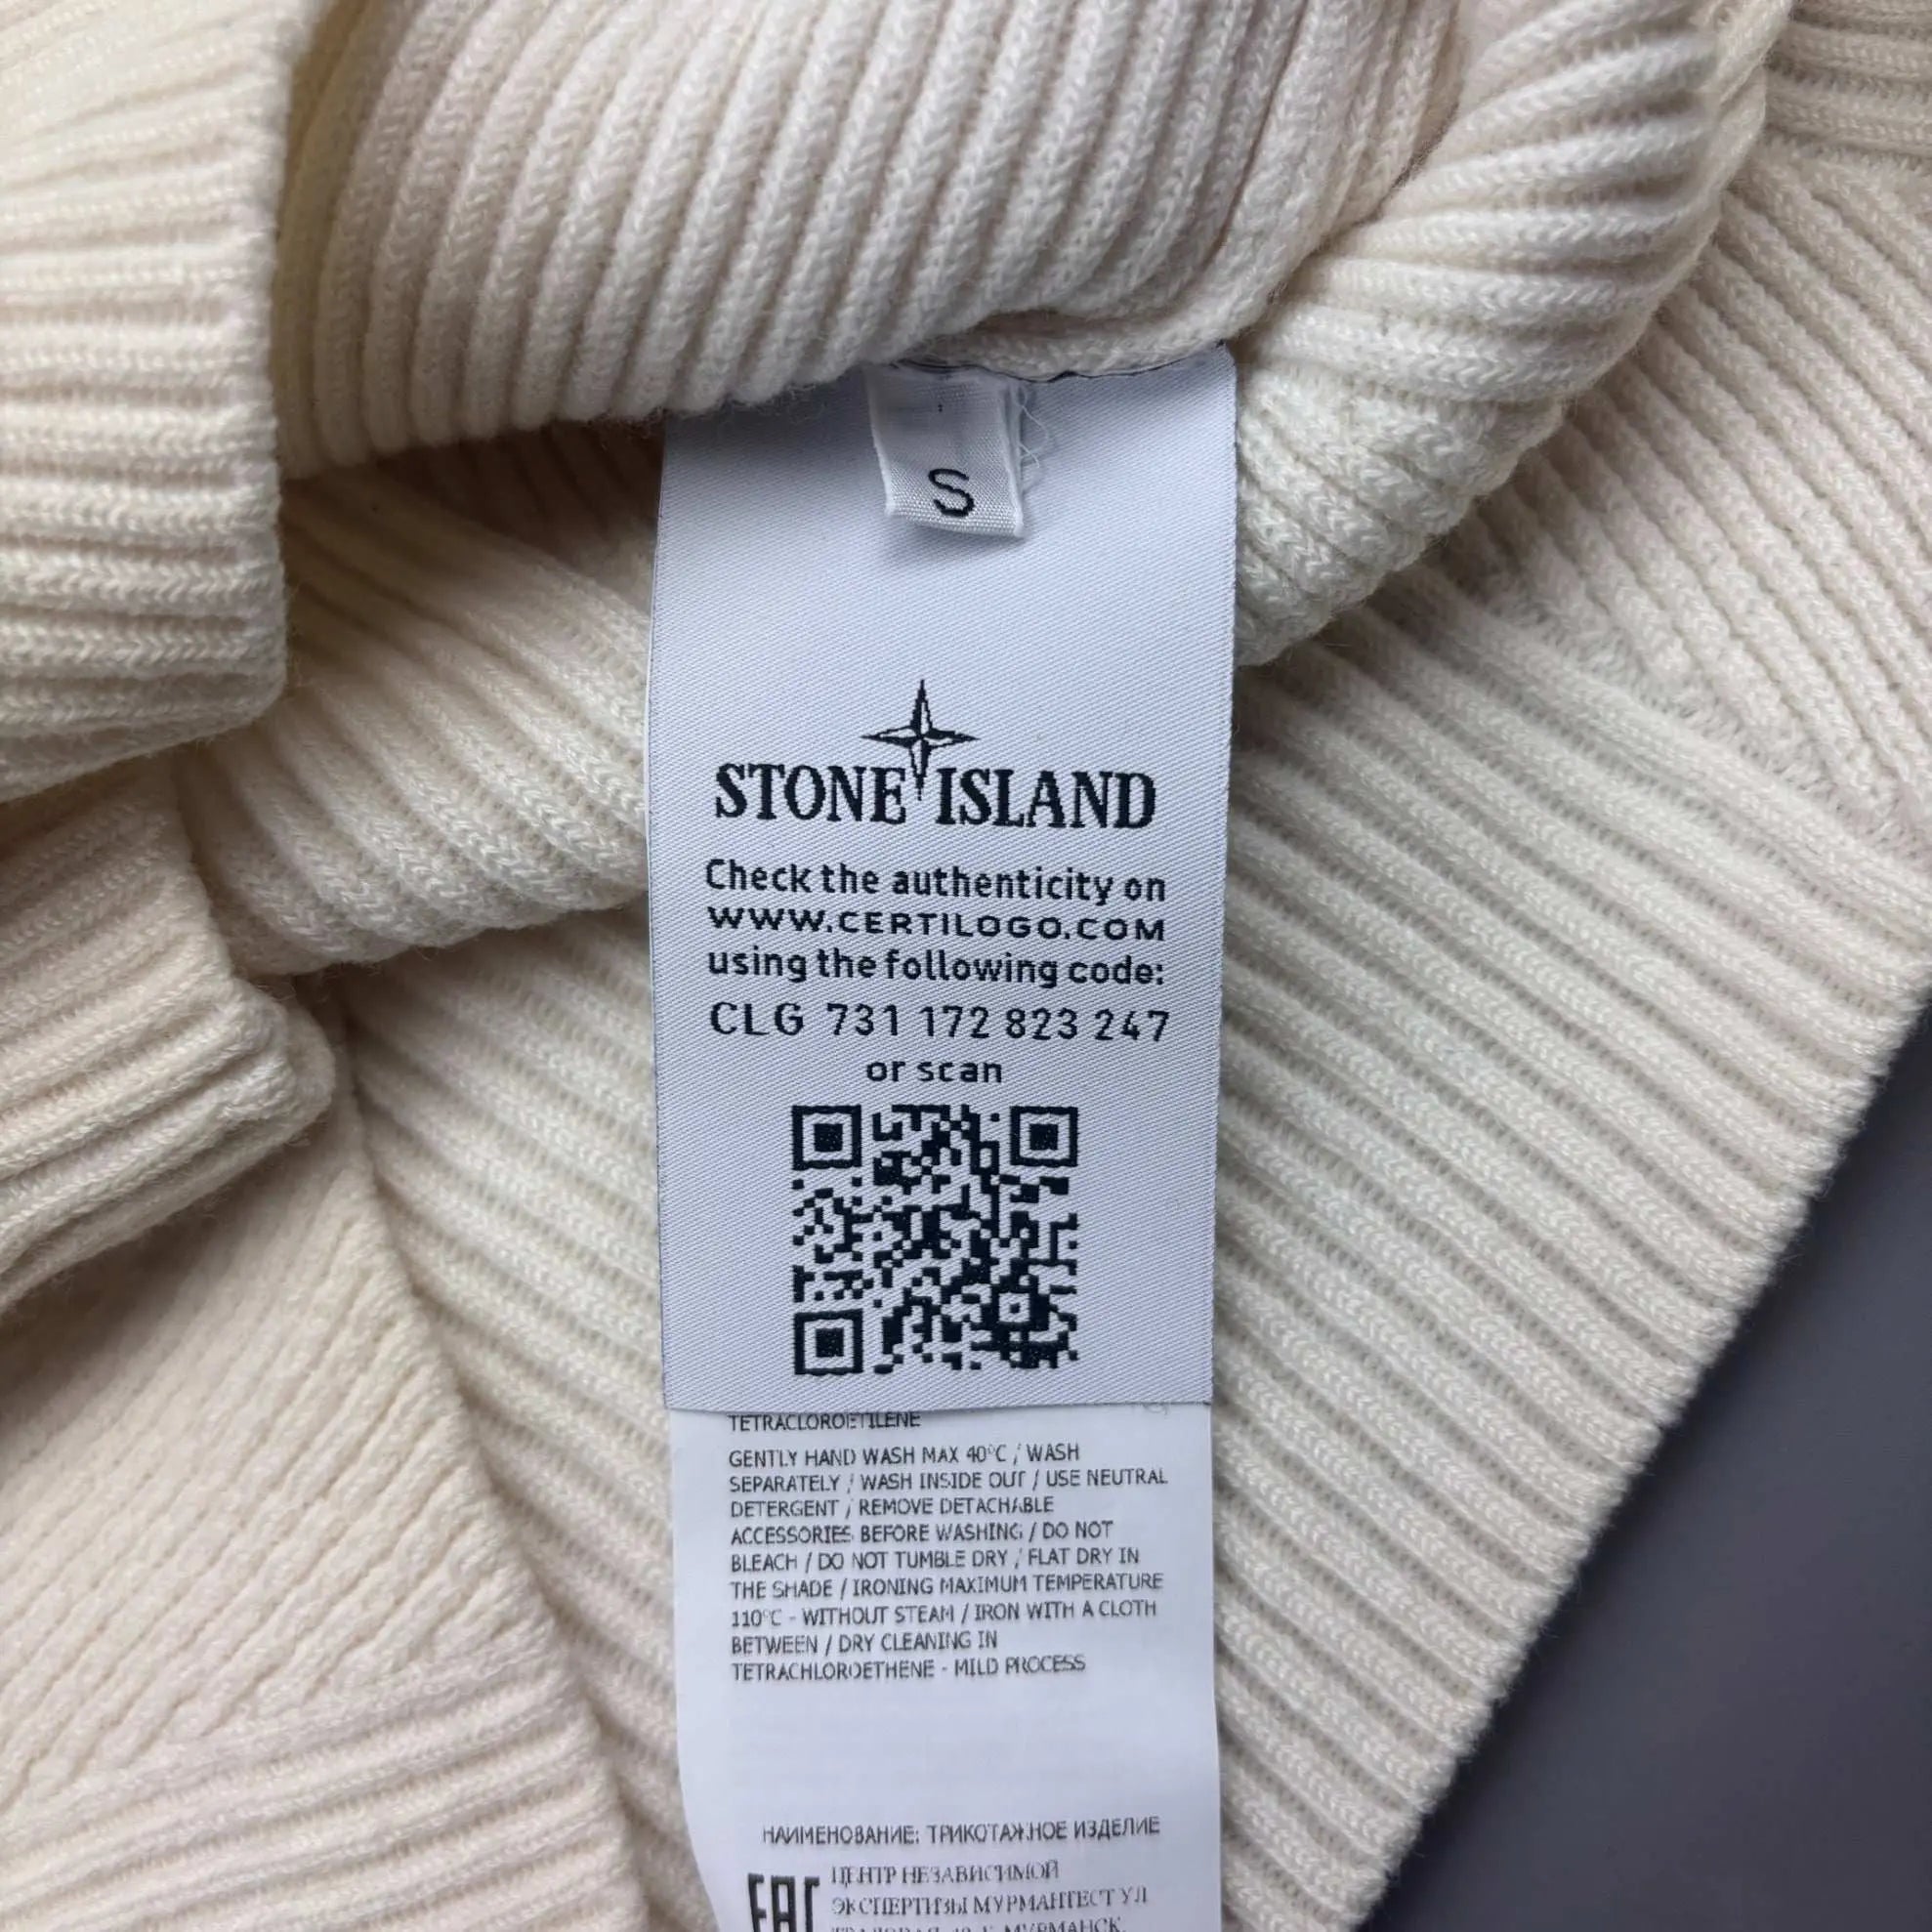 S
STONE ISLAND
Check the authenticity on
WWW.CERTILOGO.COM
using the following code:
CLG 731 172 823 247
or scan
TETRACLOROETILENE
GENTLY HAND WASH MAX 40°C / WASH
SEPARATELY / WASH INSIDE OUT / USE NEUTRAL
DETERGENT / REMOVE DETACHABLE
ACCESSORIES BEFORE WASHING / DO NOT
BLEACH / DO NOT TUMBLE DRY / FLAT DRY IN
THE SHADE / IRONING MAXIMUM TEMPERATURE
110°C - WITHOUT STEAM / IRON WITH A CLOTH
BETWEEN / DRY CLEANING IN
TETRACHLOROETHENE - MILD PROCESS
НАИМЕНОВАНИЕ: ТРИКОТАЖНОЕ ИЗДЕЛИЕ
EAC ЦЕНТР НЕЗАВИСИМОЙ
ЭКСПЕРТИЗЫ МУРМАНТЕСТ УЛ
МУРМАНСК,